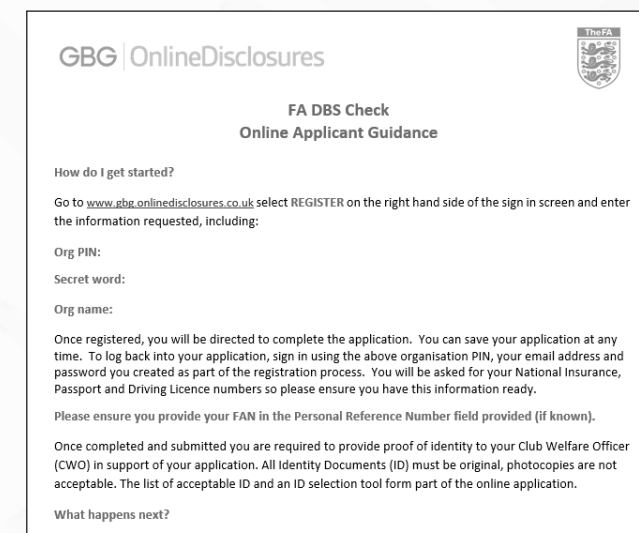 TheFA
GBG | OnlineDisclosures
FA DBS Check
Online Applicant Guidance
How do I get started?
Go to www.gbg.onlinedisclosures.co.uk select REGISTER on the right hand side of the sign in screen and enter
the information requested, including:
Org PIN:
Secret word:
Org name:
Once registered, you will be directed to complete the application. You can save your application at any
time. To log back into your application, sign in using the above organisation PIN, your email address and
password you created as part of the registration process. You will be asked for your National Insurance,
Passport and Driving Licence numbers so please ensure you have this information ready.
Please ensure you provide your FAN in the Personal Reference Number field provided (if known).
Once completed and submitted you are required to provide proof of identity to your Club Welfare Officer
(CWO) in support of your application. All Identity Documents (ID) must be original, photocopies are not
acceptable. The list of acceptable ID and an ID selection tool form part of the online application.
What happens next?